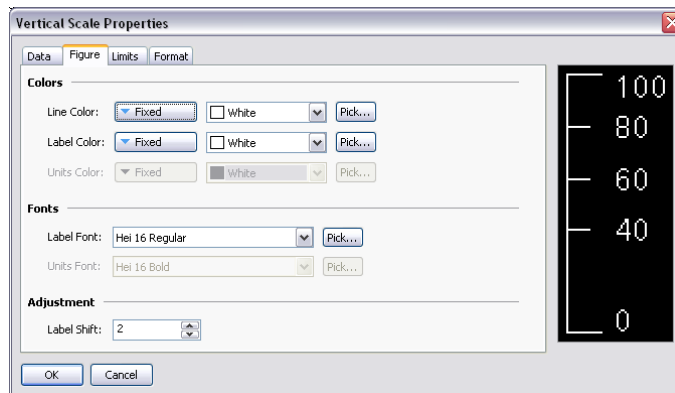 Vertical Scale Properties
Data Figure Limits Format
Colors
Line Color: Fixed White Pick...
Label Color: Fixed White Pick...
Units Color: Fixed White Pick...
Fonts
Label Font: Hei 16 Regular Pick...
Units Font: Hei 16 Bold Pick...
Adjustment
Label Shift: 2
OK Cancel
100
80
60
40
0